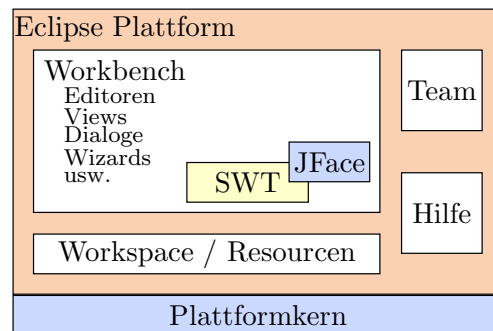 Eclipse Plattform
Workbench
Editoren
Views
Dialoge
Wizards
usw.
JFace
SWT
Team
Hilfe
Workspace / Resourcen
Plattformkern